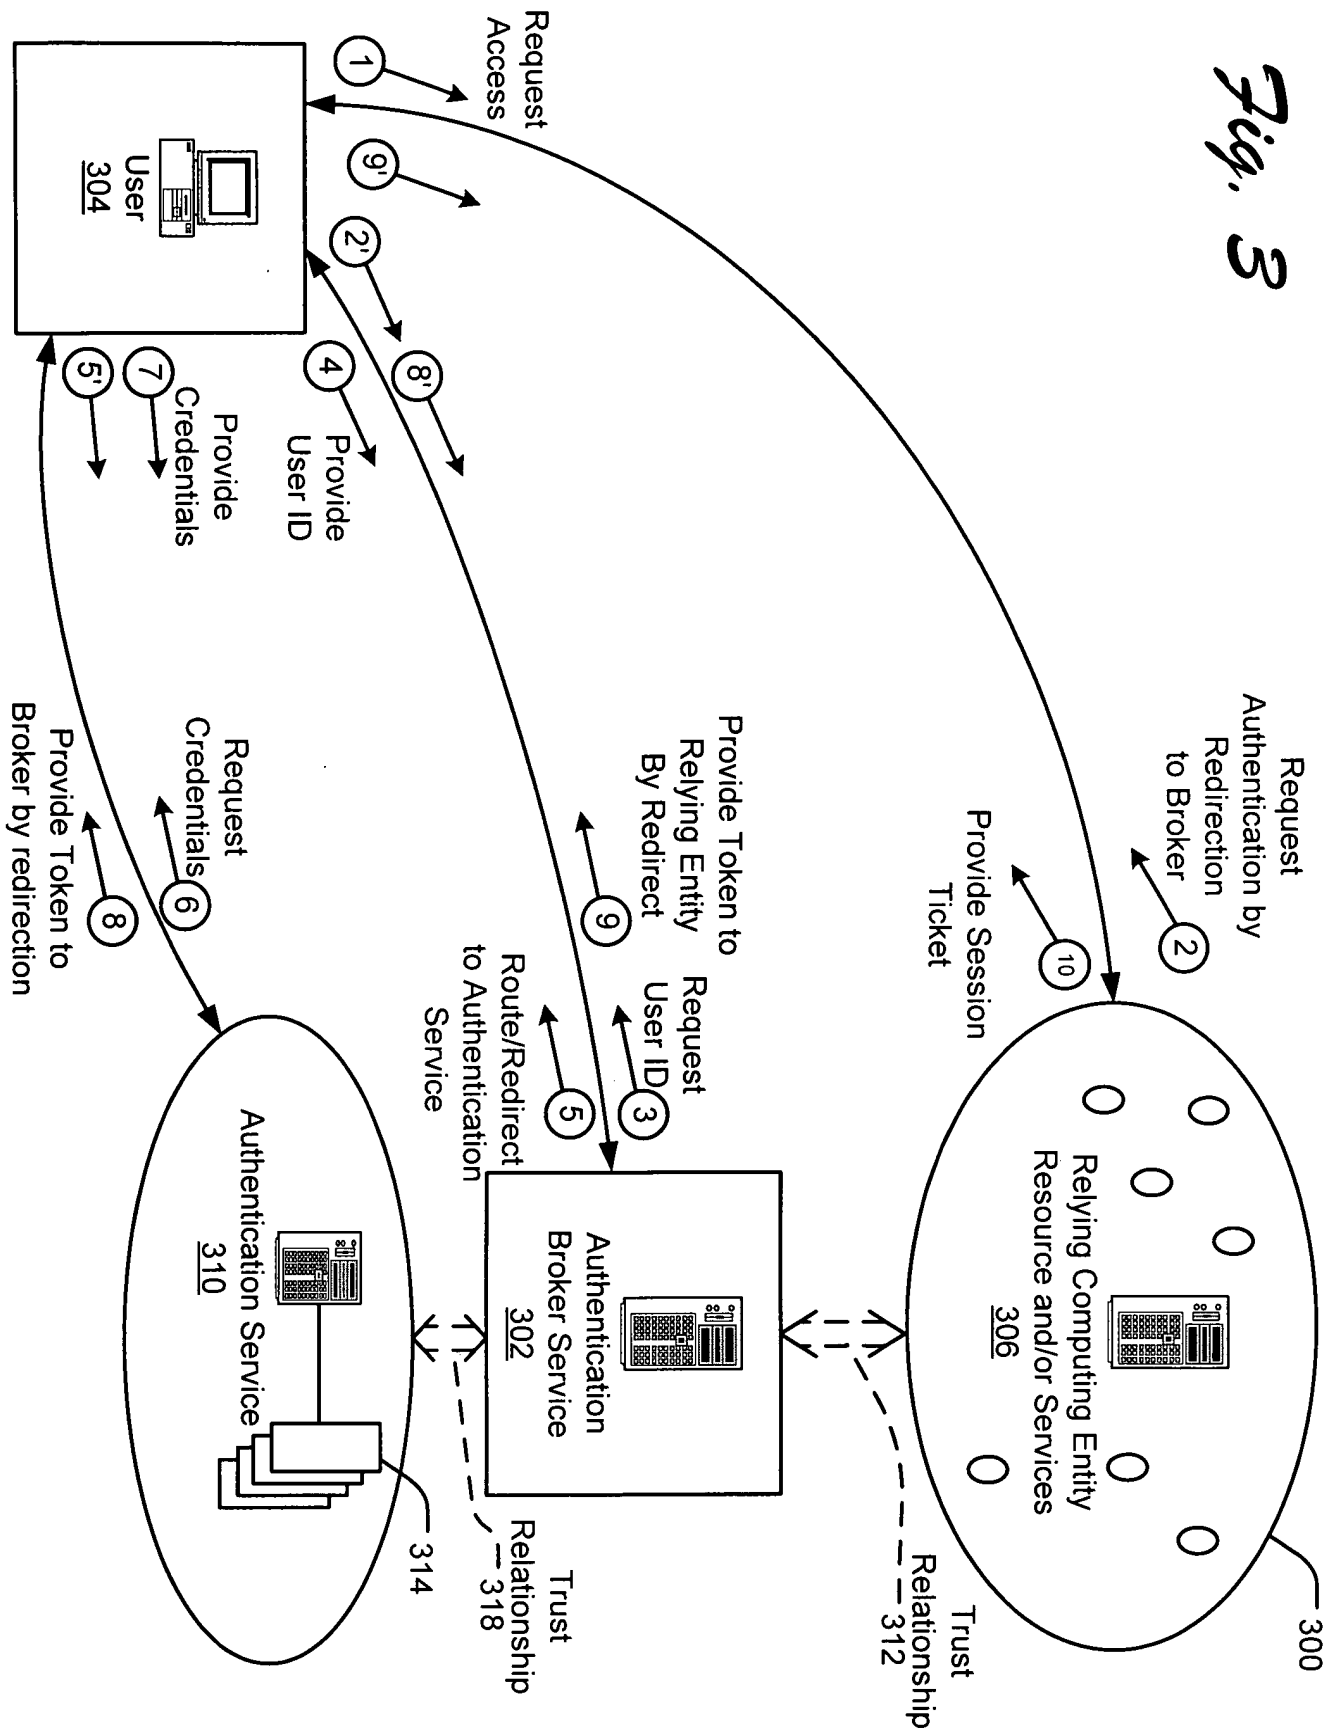 Fig. 3
300
Relying Computing Entity
Resource and/or Services
306
Request
Authentication by
Redirection
to Broker
2
10
Provide Session
Ticket
Trust
Relationship
312
Request
Access
1
9'
2'
8'
User
304
4
Provide
User ID
7
Provide
Credentials
5'
Provide Token to
Relying Entity
By Redirect
9
Request
User ID
3
5
Route/Redirect
to Authentication
Service
Authentication
Broker Service
302
Trust
Relationship
318
Request
Credentials
6
8
Provide Token to
Broker by redirection
Authentication Service
310
314